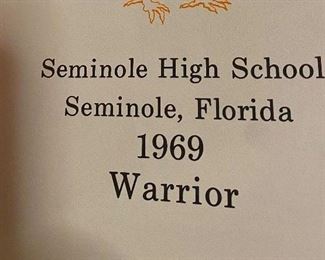 Seminole High School
Seminole, Florida
1969
Warrior